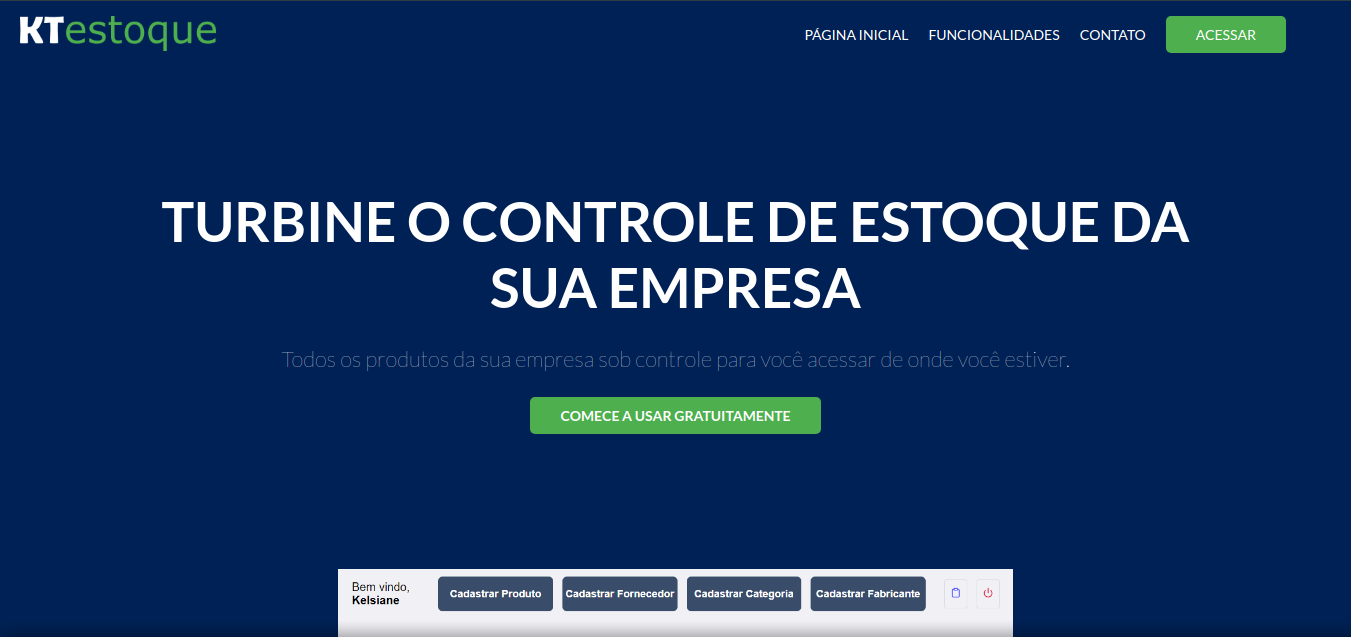 KTestoque
PÁGINA INICIAL
FUNCIONALIDADES
CONTATO
ACESSAR
TURBINE O CONTROLE DE ESTOQUE DA
SUA EMPRESA
Todos os produtos da sua empresa sob controle para você acessar de onde você estiver.
COMECE A USAR GRATUITAMENTE
Bem vindo,
Kelsiane
Cadastrar Produto
Cadastrar Fornecedor
Cadastrar Categoria
Cadastrar Fabricante